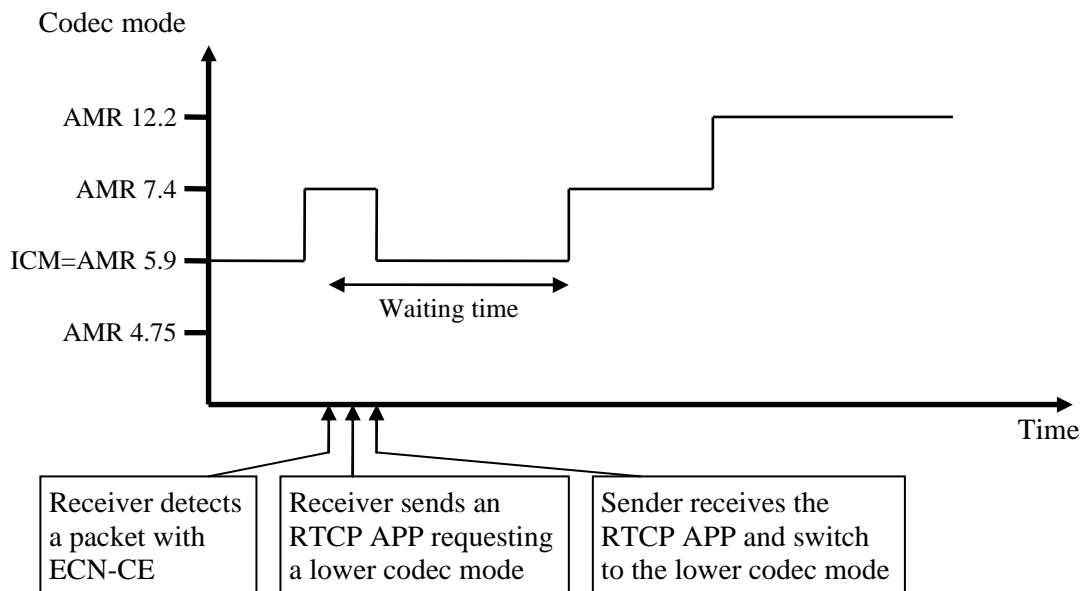 Codec mode
AMR 12.2
AMR 7.4
ICM=AMR 5.9
AMR 4.75
Waiting time
Time
Receiver detects
a packet with
ECN-CE
Receiver sends an
RTCP APP requesting
a lower codec mode
Sender receives the
RTCP APP and switch
to the lower codec mode